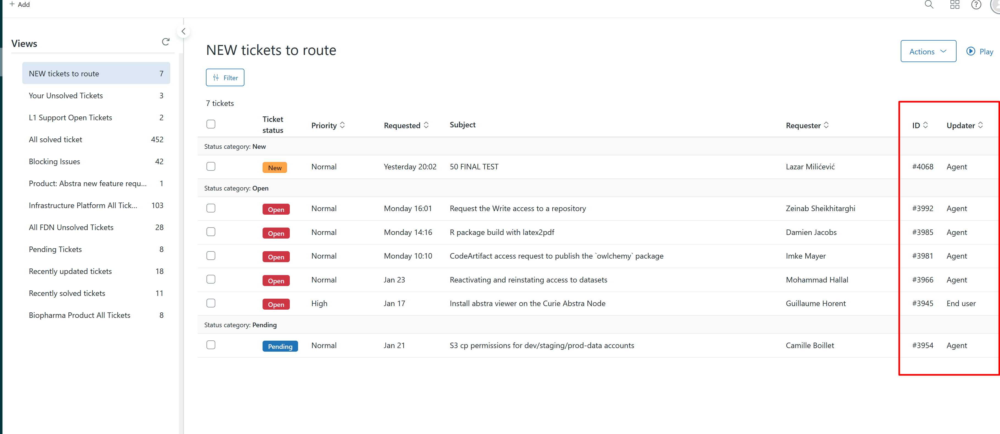 + Add
Views
NEW tickets to route 7
Your Unsolved Tickets 3
L1 Support Open Tickets 2
All solved ticket 452
Blocking Issues 42
Product: Abstra new feature requ... 1
Infrastructure Platform All Tick... 103
All FDN Unsolved Tickets 28
Pending Tickets 8
Recently updated tickets 18
Recently solved tickets 11
Biopharma Product All Tickets 8
NEW tickets to route
Actions
Play
Filter
7 tickets
Ticket status Priority Requested Subject Requester ID Updater
Status category: New
New Normal Yesterday 20:02 50 FINAL TEST Lazar Milićević #4068 Agent
Status category: Open
Open Normal Monday 16:01 Request the Write access to a repository Zeinab Sheikhitarghi #3992 Agent
Open Normal Monday 14:16 R package build with latex2pdf Damien Jacobs #3985 Agent
Open Normal Monday 10:10 CodeArtifact access request to publish the `owlchemy` package Imke Mayer #3981 Agent
Open Normal Jan 23 Reactivating and reinstating access to datasets Mohammad Hallal #3966 Agent
Open High Jan 17 Install abstra viewer on the Curie Abstra Node Guillaume Horent #3945 End user
Status category: Pending
Pending Normal Jan 21 S3 cp permissions for dev/staging/prod-data accounts Camille Boillet #3954 Agent